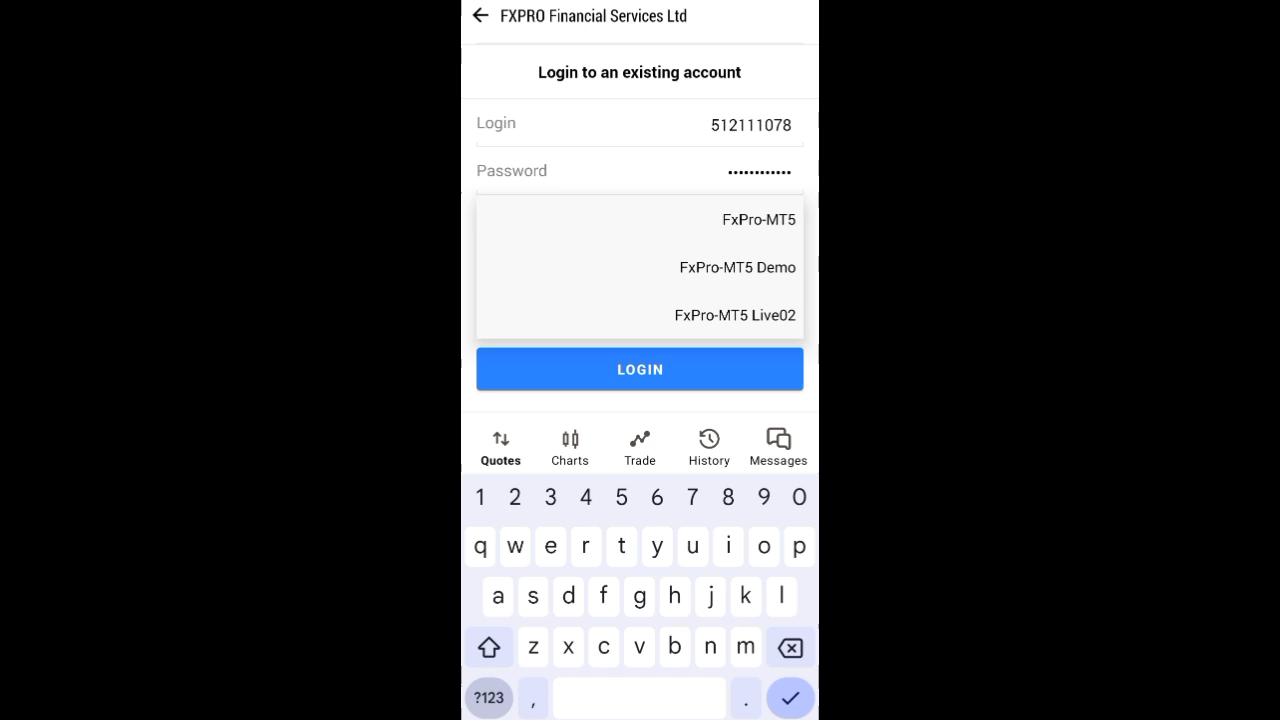 FXPRO Financial Services Ltd
Login to an existing account
Login 512111078
Password ••••••••••••
FxPro-MT5
FxPro-MT5 Demo
FxPro-MT5 Live02
LOGIN
Quotes Charts Trade History Messages
1 2 3 4 5 6 7 8 9 0
q w e r t y u i o p
a s d f g h j k l
z x c v b n m
?123 , .